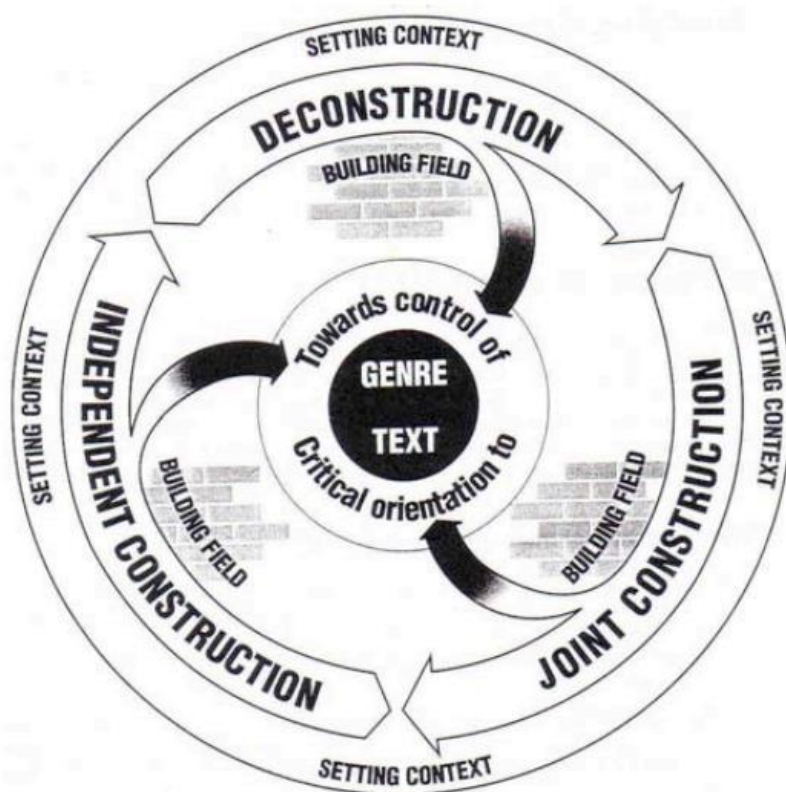 SETTING CONTEXT
DECONSTRUCTION
BUILDING FIELD
Towards control of
GENRE
TEXT
Critical orientation to
SETTING CONTEXT
INDEPENDENT CONSTRUCTION
BUILDING FIELD
SETTING CONTEXT
JOINT CONSTRUCTION
BUILDING FIELD
SETTING CONTEXT